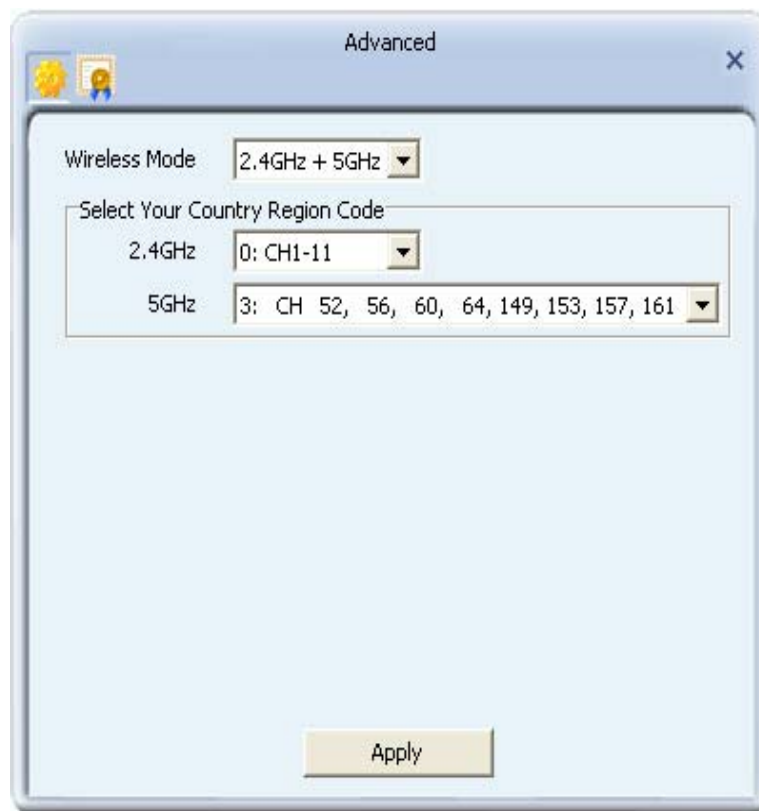 Advanced
Wireless Mode 2.4GHz + 5GHz
Select Your Country Region Code
2.4GHz 0: CH1-11
5GHz 3: CH 52, 56, 60, 64, 149, 153, 157, 161
Apply